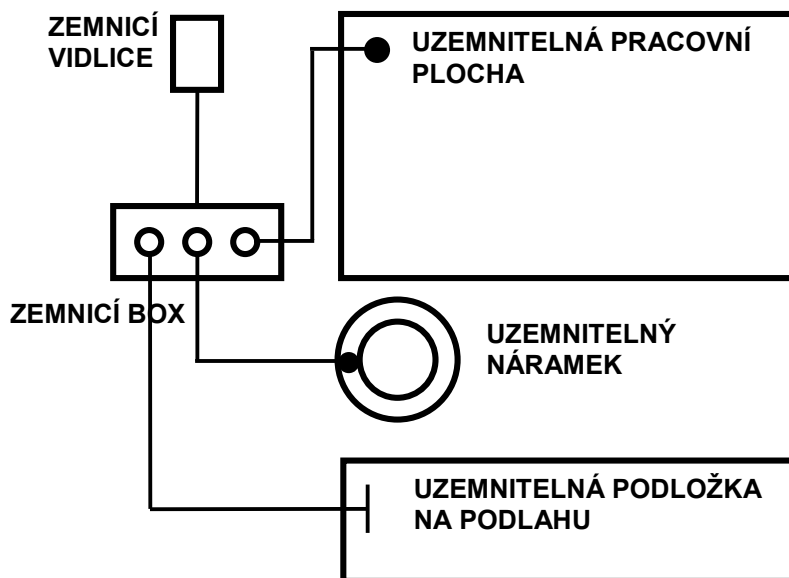 ZEMNICÍ
VIDLICE
UZEMNITELNÁ PRACOVNÍ
PLOCHA
ZEMNICÍ BOX
UZEMNITELNÝ
NÁRAMEK
UZEMNITELNÁ PODLOŽKA
NA PODLAHU